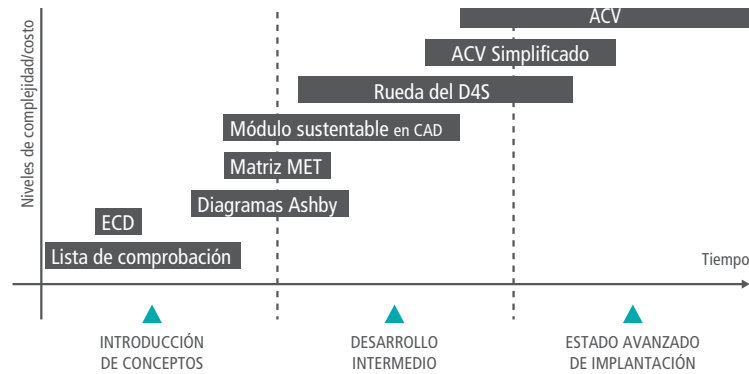 Niveles de complejidad/costo
ACV
ACV Simplificado
Rueda del D4S
Módulo sustentable en CAD
Matriz MET
Diagramas Ashby
ECD
Lista de comprobación
Tiempo
INTRODUCCIÓN
DE CONCEPTOS
DESARROLLO
INTERMEDIO
ESTADO AVANZADO
DE IMPLANTACIÓN